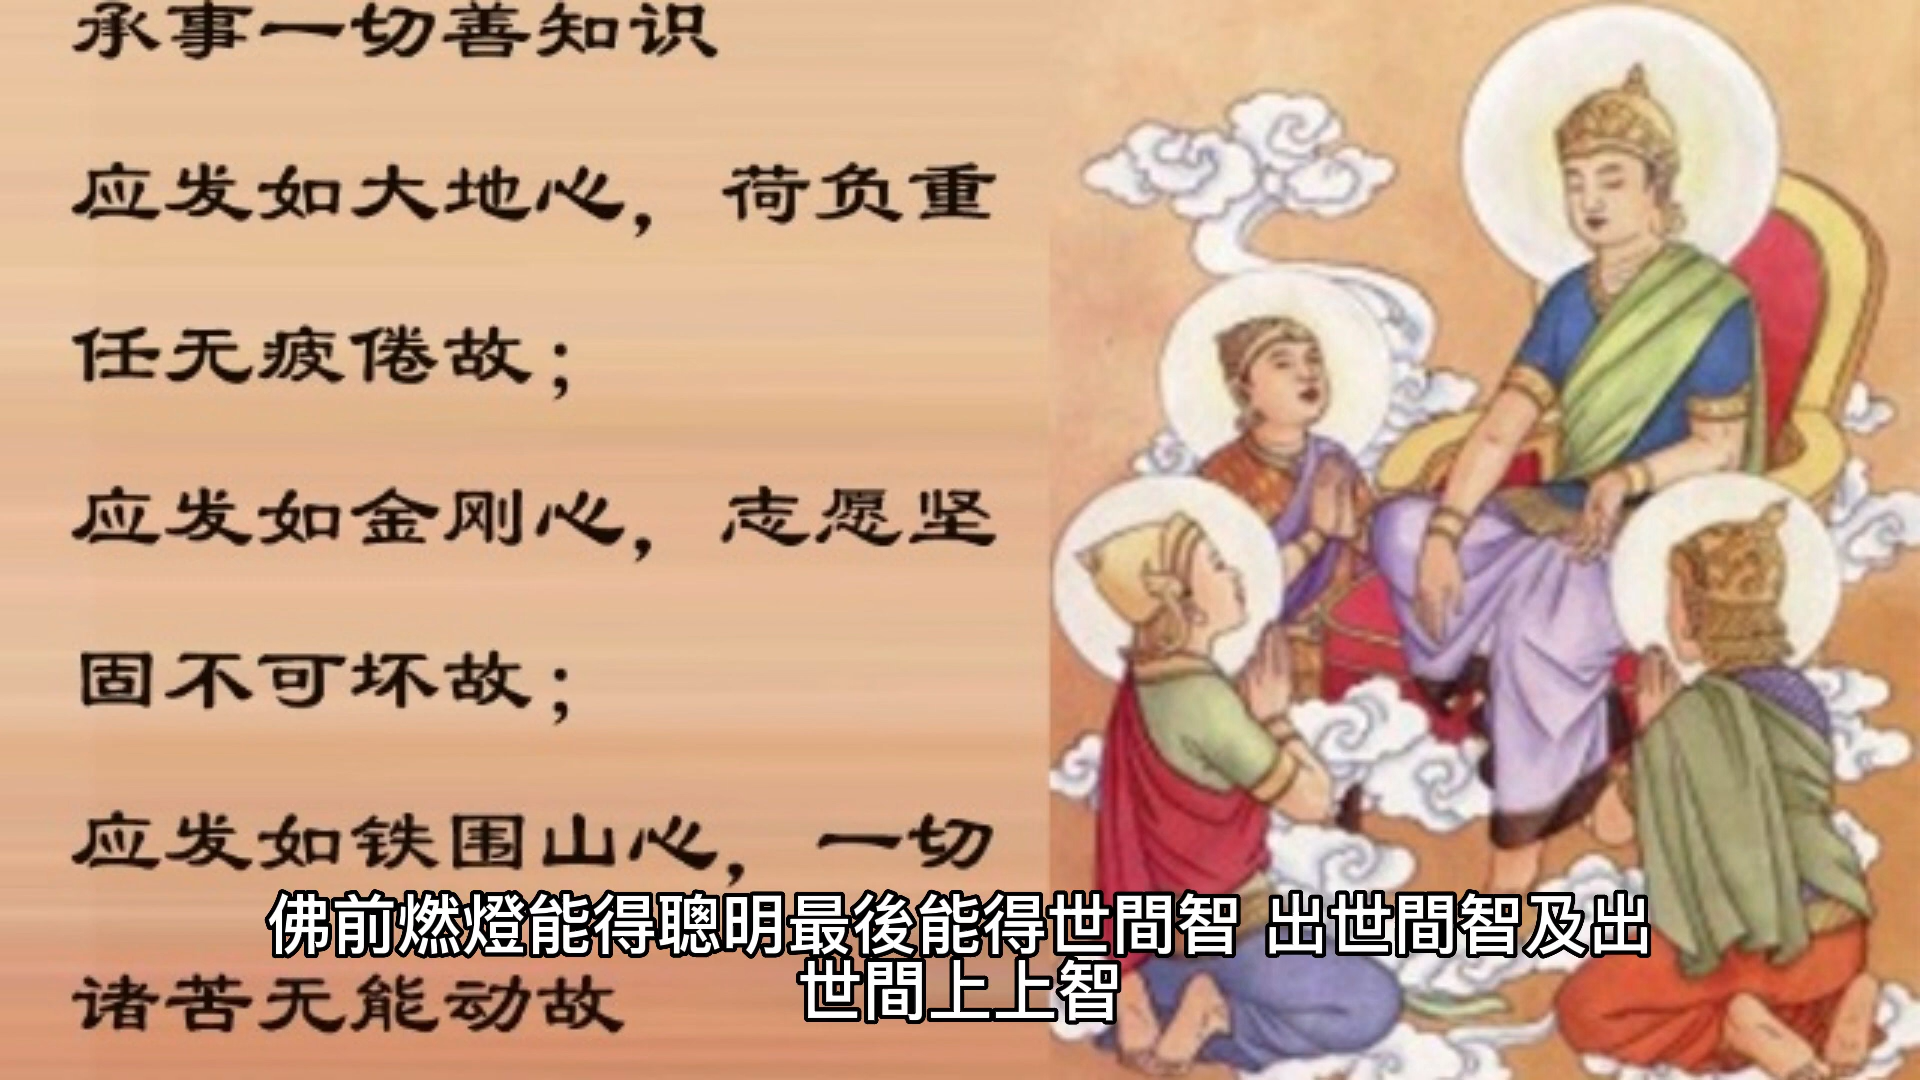 承事一切善知识
应发如大地心，荷负重
任无疲倦故；
应发如金刚心，志愿坚
固不可坏故；
应发如铁围山心，一切
诸苦无能动故
佛前燃燈能得聰明最後能得世間智 出世間智及出
世間上上智